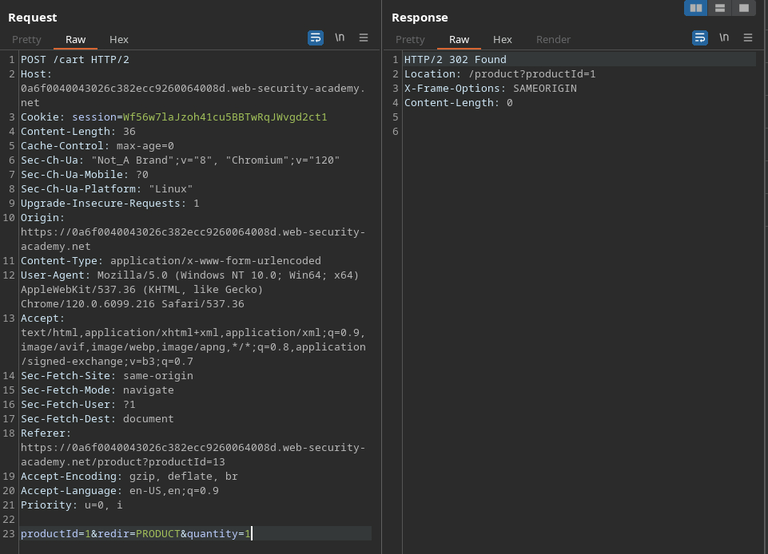 Request
Pretty Raw Hex \n
1 POST /cart HTTP/2
2 Host:
0a6f0040043026c382ecc9260064008d.web-security-academy.
net
3 Cookie: session=Wf56w7laJzoh41cu5BBTwRqJWvgd2ct1
4 Content-Length: 36
5 Cache-Control: max-age=0
6 Sec-Ch-Ua: "Not_A Brand";v="8", "Chromium";v="120"
7 Sec-Ch-Ua-Mobile: ?0
8 Sec-Ch-Ua-Platform: "Linux"
9 Upgrade-Insecure-Requests: 1
10 Origin:
https://0a6f0040043026c382ecc9260064008d.web-security-
academy.net
11 Content-Type: application/x-www-form-urlencoded
12 User-Agent: Mozilla/5.0 (Windows NT 10.0; Win64; x64)
AppleWebKit/537.36 (KHTML, like Gecko)
Chrome/120.0.6099.216 Safari/537.36
13 Accept:
text/html,application/xhtml+xml,application/xml;q=0.9,
image/avif,image/webp,image/apng,*/*;q=0.8,application
/signed-exchange;v=b3;q=0.7
14 Sec-Fetch-Site: same-origin
15 Sec-Fetch-Mode: navigate
16 Sec-Fetch-User: ?1
17 Sec-Fetch-Dest: document
18 Referer:
https://0a6f0040043026c382ecc9260064008d.web-security-
academy.net/product?productId=13
19 Accept-Encoding: gzip, deflate, br
20 Accept-Language: en-US,en;q=0.9
21 Priority: u=0, i
22
23 productId=1&redir=PRODUCT&quantity=1
Response
Pretty Raw Hex Render \n
1 HTTP/2 302 Found
2 Location: /product?productId=1
3 X-Frame-Options: SAMEORIGIN
4 Content-Length: 0
5
6